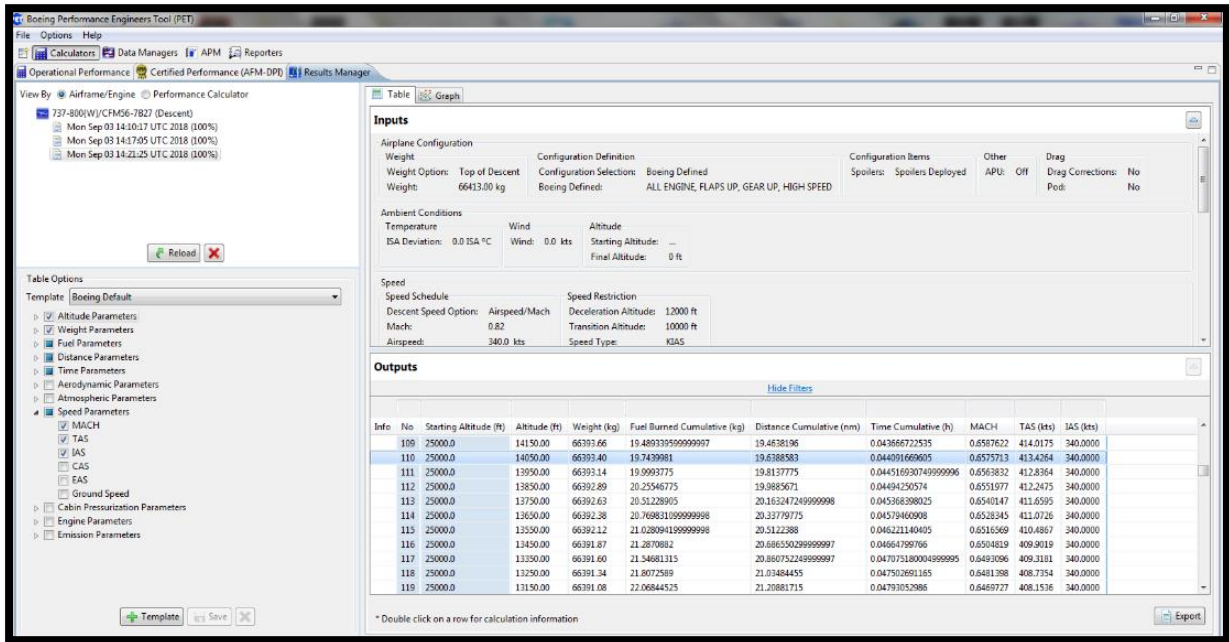 Boeing Performance Engineers Tool (PET)
File Options Help
Calculators Data Managers APM Reporters
Operational Performance Certified Performance (AFM-DPI) Results Manager
View By Airframe/Engine Performance Calculator
737-800(W)/CFM56-7B27 (Descent)
Mon Sep 03 14:10:17 UTC 2018 (100%)
Mon Sep 03 14:17:05 UTC 2018 (100%)
Mon Sep 03 14:21:25 UTC 2018 (100%)
Reload
Table Options
Template Boeing Default
Altitude Parameters
Weight Parameters
Fuel Parameters
Distance Parameters
Time Parameters
Aerodynamic Parameters
Atmospheric Parameters
Speed Parameters
MACH
TAS
IAS
CAS
EAS
Ground Speed
Cabin Pressurization Parameters
Engine Parameters
Emission Parameters
Template Save
Table Graph
Inputs
Airplane Configuration
Weight Configuration Definition Configuration Items Other Drag
Weight Option: Top of Descent Configuration Selection: Boeing Defined Spoilers: Spoilers Deployed APU: Off Drag Corrections: No
Weight: 66413.00 kg Boeing Defined: ALL ENGINE, FLAPS UP, GEAR UP, HIGH SPEED Pod: No
Ambient Conditions
Temperature Wind Altitude
ISA Deviation: 0.0 ISA °C Wind: 0.0 kts Starting Altitude: ...
Final Altitude: 0 ft
Speed
Speed Schedule Speed Restriction
Descent Speed Option: Airspeed/Mach Deceleration Altitude: 12000 ft
Mach: 0.82 Transition Altitude: 10000 ft
Airspeed: 340.0 kts Speed Type: KIAS
Outputs
Hide Filters
Info No Starting Altitude (ft) Altitude (ft) Weight (kg) Fuel Burned Cumulative (kg) Distance Cumulative (nm) Time Cumulative (h) MACH TAS (kts) IAS (kts)
109 25000.0 14150.00 66393.66 19.489339599999997 19.4638196 0.043666722535 0.6587622 414.0175 340.0000
110 25000.0 14050.00 66393.40 19.7439981 19.6388583 0.044091669605 0.6575713 413.4264 340.0000
111 25000.0 13950.00 66393.14 19.9993775 19.8137775 0.044516930749999996 0.6563832 412.8364 340.0000
112 25000.0 13850.00 66392.89 20.25546775 19.9885671 0.04494250574 0.6551977 412.2475 340.0000
113 25000.0 13750.00 66392.63 20.51228905 20.163247249999998 0.045368398025 0.6540147 411.6595 340.0000
114 25000.0 13650.00 66392.38 20.769831099999998 20.33779775 0.04579460908 0.6528345 411.0726 340.0000
115 25000.0 13550.00 66392.12 21.028094199999998 20.5122388 0.046221140405 0.6516569 410.4867 340.0000
116 25000.0 13450.00 66391.87 21.2870882 20.686550299999997 0.04664799766 0.6504819 409.9019 340.0000
117 25000.0 13350.00 66391.60 21.54681315 20.860752249999997 0.047075180004999995 0.6493096 409.3181 340.0000
118 25000.0 13250.00 66391.34 21.8072589 21.03484455 0.047502691165 0.6481398 408.7354 340.0000
119 25000.0 13150.00 66391.08 22.06844525 21.20881715 0.04793052986 0.6469727 408.1536 340.0000
* Double click on a row for calculation information
Export